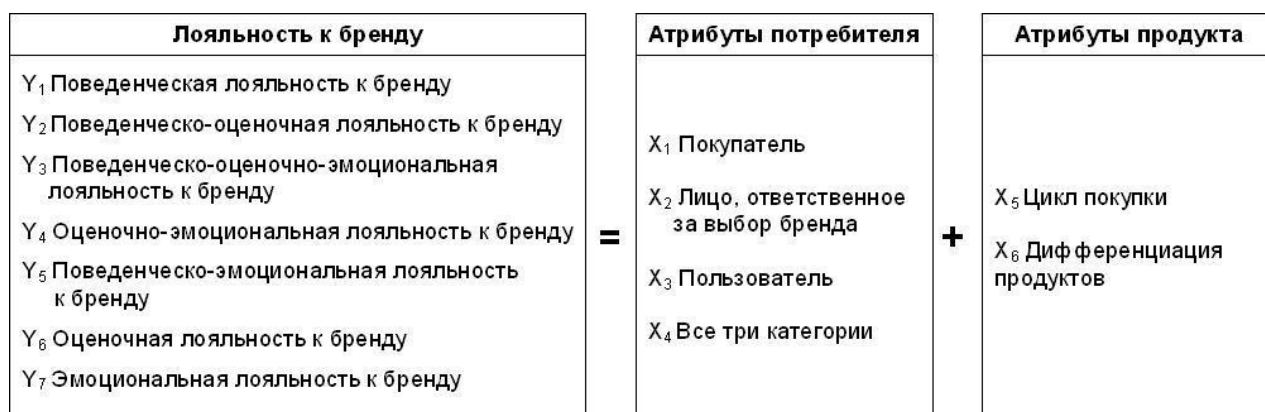 Лояльность к бренду
Y₁ Поведенческая лояльность к бренду
Y₂ Поведенческо-оценочная лояльность к бренду
Y₃ Поведенческо-оценочно-эмоциональная
лояльность к бренду
Y₄ Оценочно-эмоциональная лояльность к бренду
Y₅ Поведенческо-эмоциональная лояльность
к бренду
Y₆ Оценочная лояльность к бренду
Y₇ Эмоциональная лояльность к бренду
=
Атрибуты потребителя
X₁ Покупатель
X₂ Лицо, ответственное
за выбор бренда
X₃ Пользователь
X₄ Все три категории
+
Атрибуты продукта
X₅ Цикл покупки
X₆ Дифференциация
продуктов